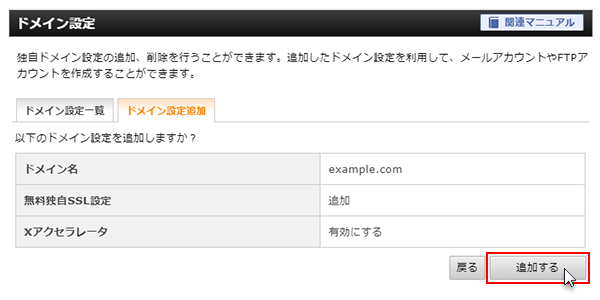 ドメイン設定
関連マニュアル
独自ドメイン設定の追加、削除を行うことができます。追加したドメイン設定を利用して、メールアカウントやFTPア
カウントを作成することができます。
ドメイン設定一覧 ドメイン設定追加
以下のドメイン設定を追加しますか？
ドメイン名 example.com
無料独自SSL設定 追加
Xアクセラレータ 有効にする
戻る 追加する